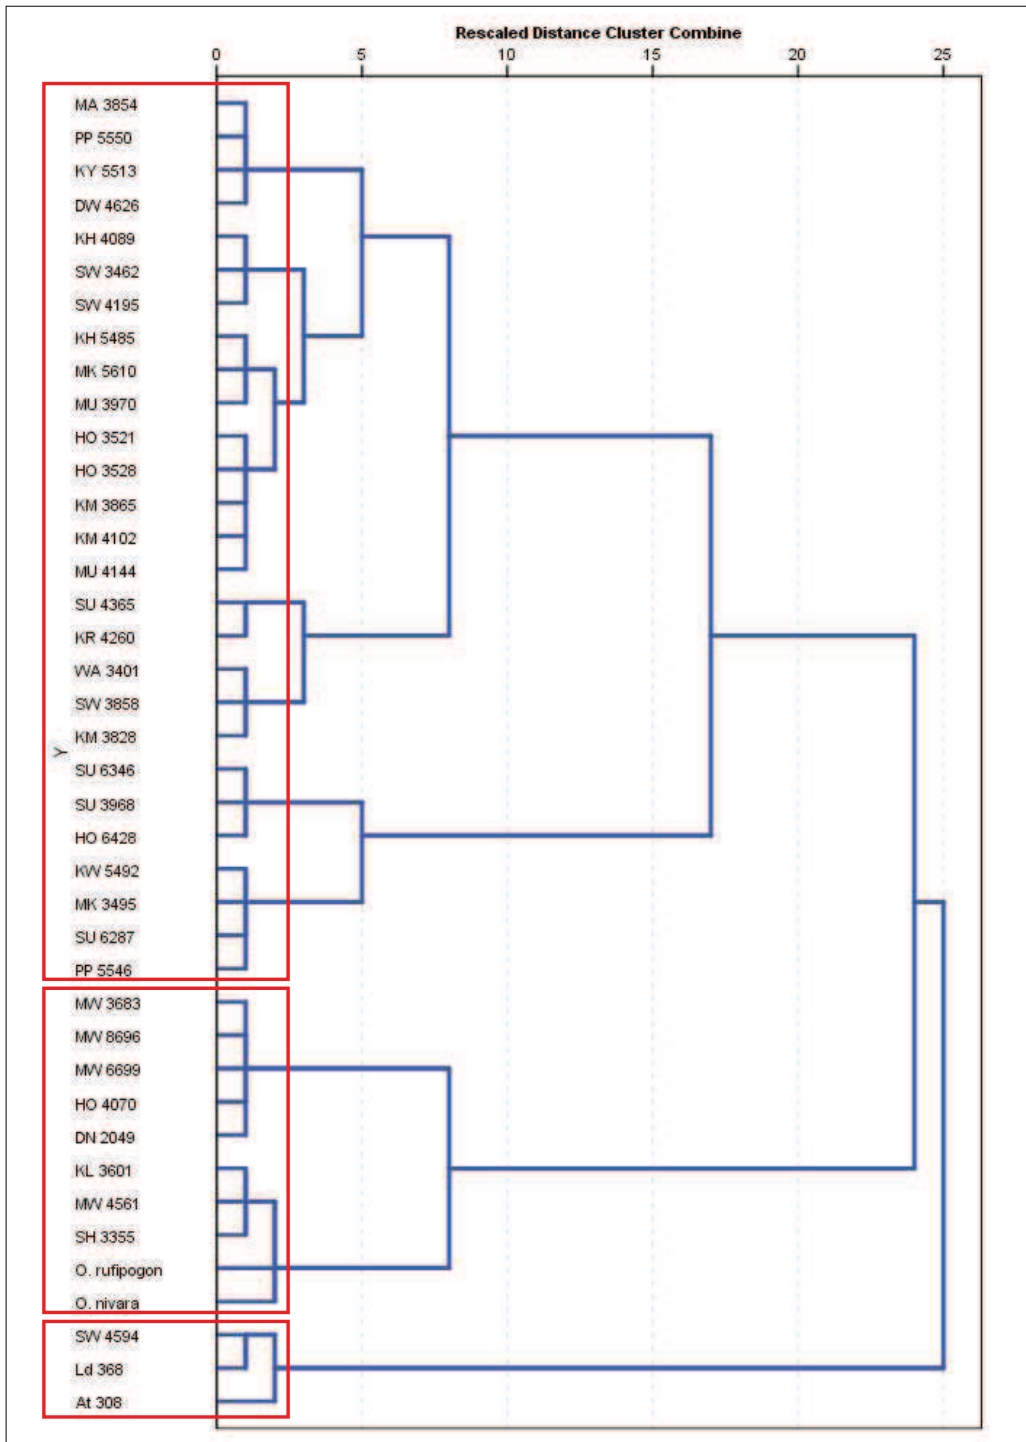 Rescaled Distance Cluster Combine
0 5 10 15 20 25
MA 3854
PP 5550
KY 5513
DW 4626
KH 4089
SW 3462
SW 4195
KH 5485
MK 5610
MU 3970
HO 3521
HO 3528
KM 3865
KM 4102
MU 4144
SU 4365
KR 4260
WA 3401
SW 3858
KM 3828
Y
SU 6346
SU 3968
HO 6428
KW 5492
MK 3495
SU 6287
PP 5546
MW 3683
MW 8696
MW 6699
HO 4070
DN 2049
KL 3601
MW 4561
SH 3355
O. rufipogon
O. nivara
SW 4594
Ld 368
At 308